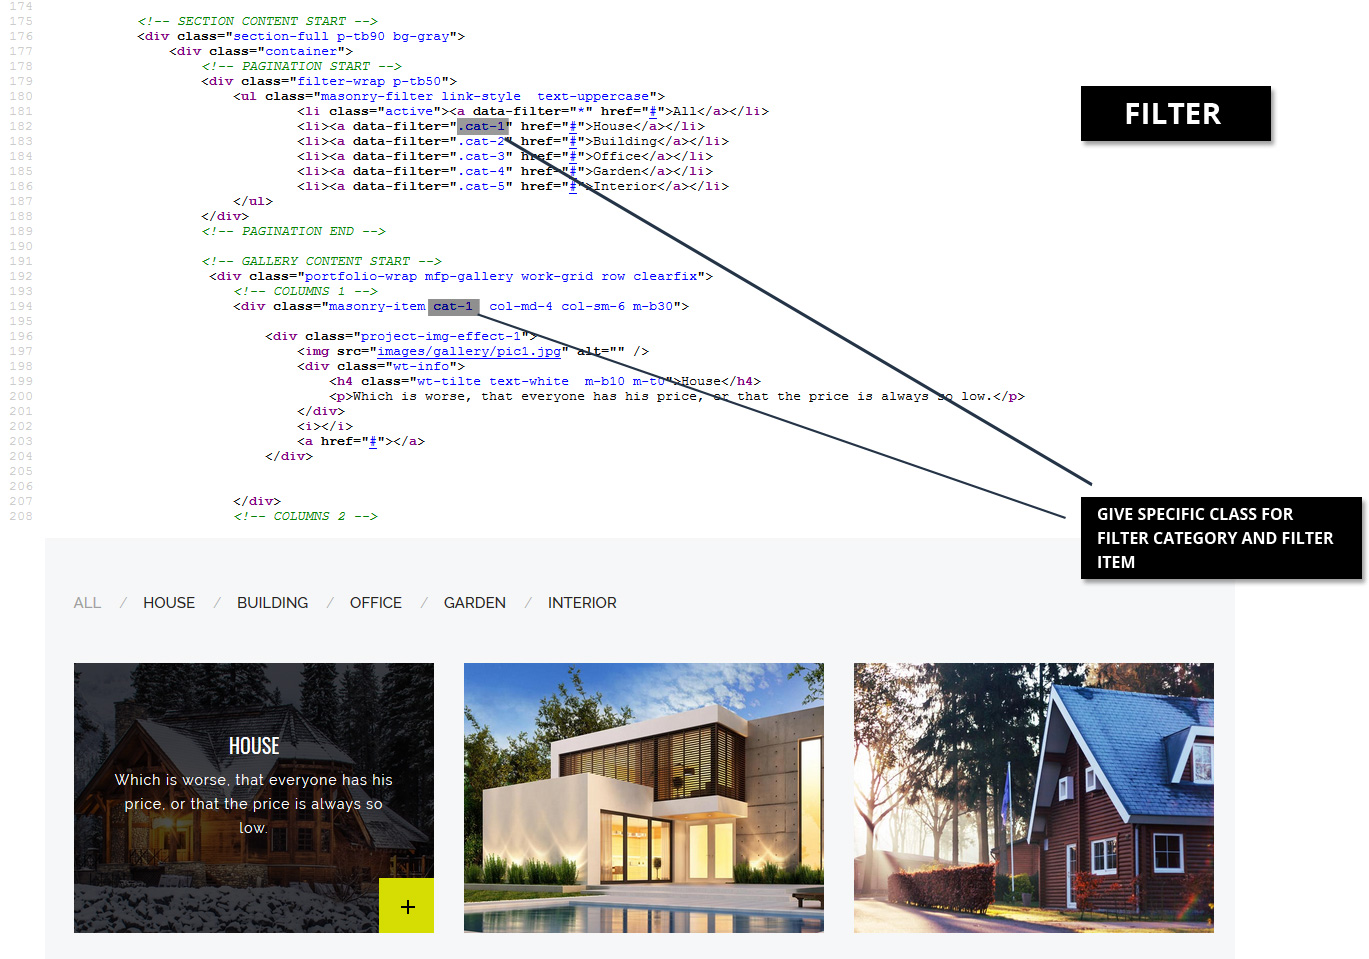 174
175 <!-- SECTION CONTENT START -->
176 <div class="section-full p-tb90 bg-gray">
177 <div class="container">
178 <!-- PAGINATION START -->
179 <div class="filter-wrap p-tb50">
180 <ul class="masonry-filter link-style  text-uppercase">
181 <li class="active"><a data-filter="*" href="#">All</a></li>
182 <li><a data-filter=".cat-1" href="#">House</a></li>
183 <li><a data-filter=".cat-2" href="#">Building</a></li>
184 <li><a data-filter=".cat-3" href="#">Office</a></li>
185 <li><a data-filter=".cat-4" href="#">Garden</a></li>
186 <li><a data-filter=".cat-5" href="#">Interior</a></li>
187 </ul>
188 </div>
189 <!-- PAGINATION END -->
190
191 <!-- GALLERY CONTENT START -->
192 <div class="portfolio-wrap mfp-gallery work-grid row clearfix">
193 <!-- COLUMNS 1 -->
194 <div class="masonry-item cat-1  col-md-4 col-sm-6 m-b30">
195
196 <div class="project-img-effect-1">
197 <img src="images/gallery/pic1.jpg" alt="" />
198 <div class="wt-info">
199 <h4 class="wt-tilte text-white  m-b10 m-t0">House</h4>
200 <p>Which is worse, that everyone has his price, or that the price is always so low.</p>
201 </div>
202 <i></i>
203 <a href="#"></a>
204 </div>
205
206
207 </div>
208 <!-- COLUMNS 2 -->
FILTER
GIVE SPECIFIC CLASS FOR
FILTER CATEGORY AND FILTER
ITEM
ALL / HOUSE / BUILDING / OFFICE / GARDEN / INTERIOR
HOUSE
Which is worse, that everyone has his
price, or that the price is always so
low.
+